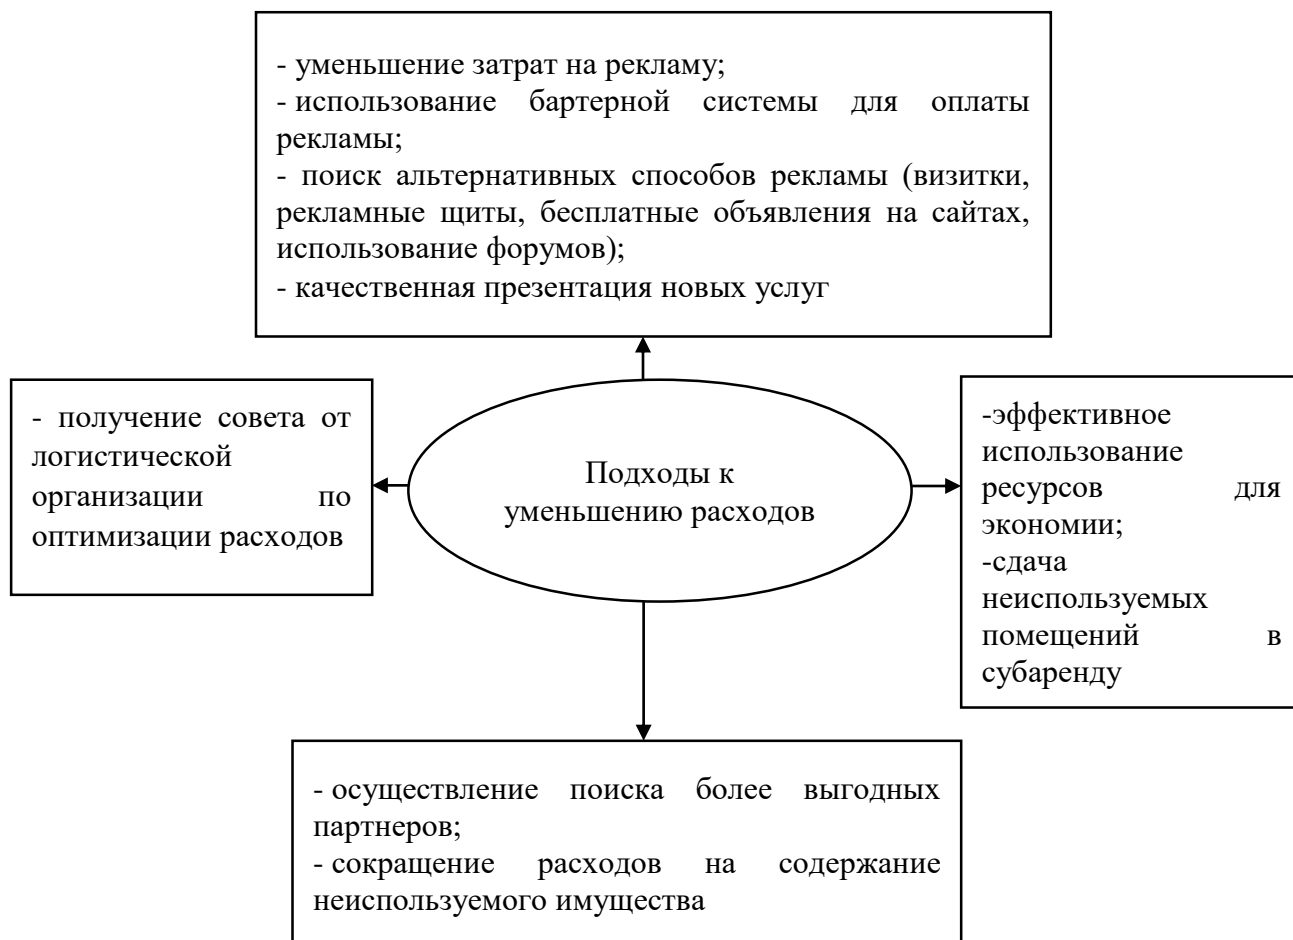 - уменьшение затрат на рекламу;
- использование бартерной системы для оплаты
рекламы;
- поиск альтернативных способов рекламы (визитки,
рекламные щиты, бесплатные объявления на сайтах,
использование форумов);
- качественная презентация новых услуг
- получение совета от
логистической
организации по
оптимизации расходов
Подходы к
уменьшению расходов
-эффективное
использование
ресурсов для
экономии;
-сдача
неиспользуемых
помещений в
субаренду
- осуществление поиска более выгодных
партнеров;
- сокращение расходов на содержание
неиспользуемого имущества